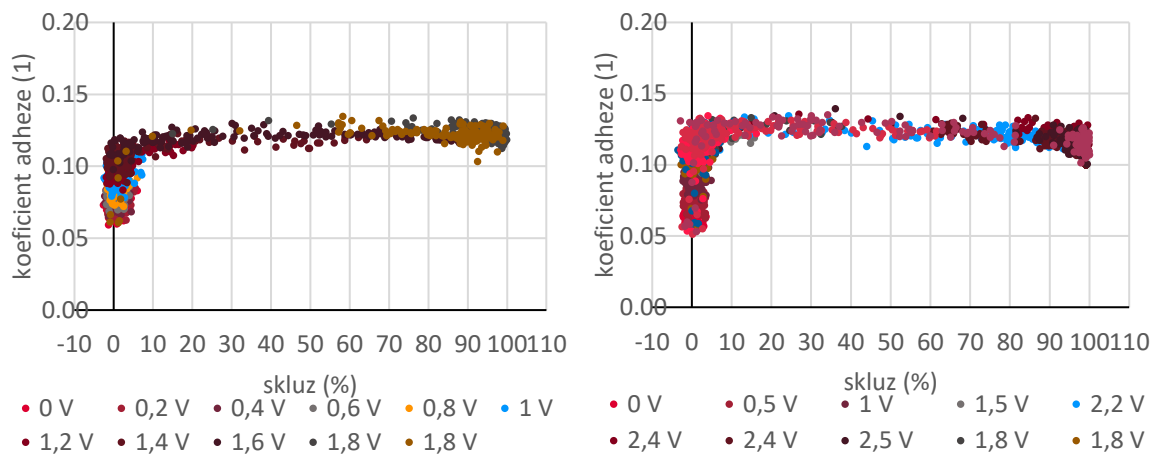 0.20
0.15
0.10
0.05
0.00
koeficient adheze (1)
-10 0 10 20 30 40 50 60 70 80 90 100 110
skluz (%)
0 V 0,2 V 0,4 V 0,6 V 0,8 V 1 V
1,2 V 1,4 V 1,6 V 1,8 V 1,8 V
0.20
0.15
0.10
0.05
0.00
koeficient adheze (1)
-10 0 10 20 30 40 50 60 70 80 90 100 110
skluz (%)
0 V 0,5 V 1 V 1,5 V 2,2 V
2,4 V 2,4 V 2,5 V 1,8 V 1,8 V